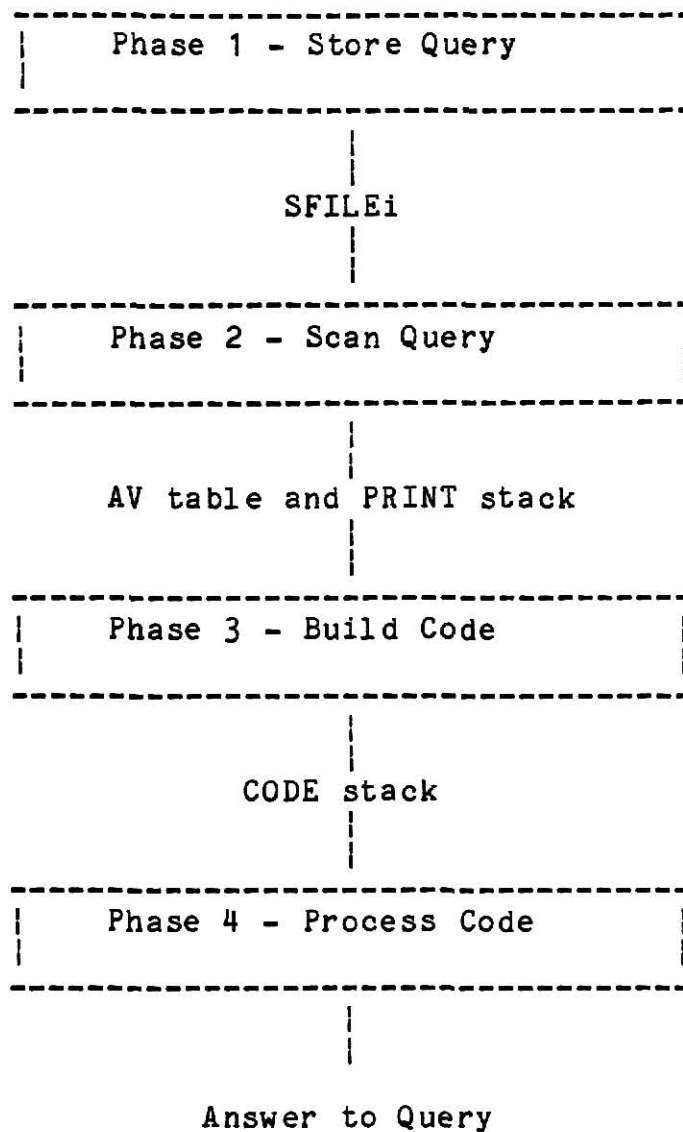 Phase 1 - Store Query
SFILEi
Phase 2 - Scan Query
AV table and PRINT stack
Phase 3 - Build Code
CODE stack
Phase 4 - Process Code
Answer to Query